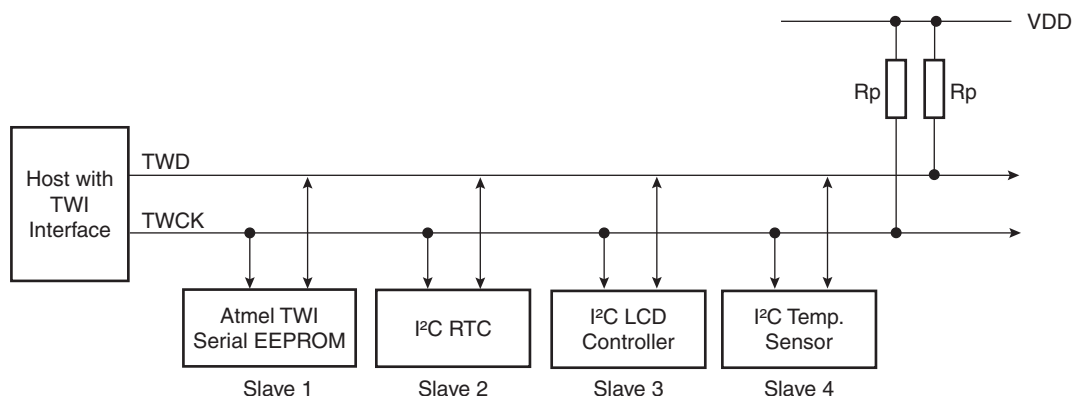 VDD
Rp Rp
Host with
TWI
Interface
TWD
TWCK
Atmel TWI
Serial EEPROM
Slave 1
I²C RTC
Slave 2
I²C LCD
Controller
Slave 3
I²C Temp.
Sensor
Slave 4